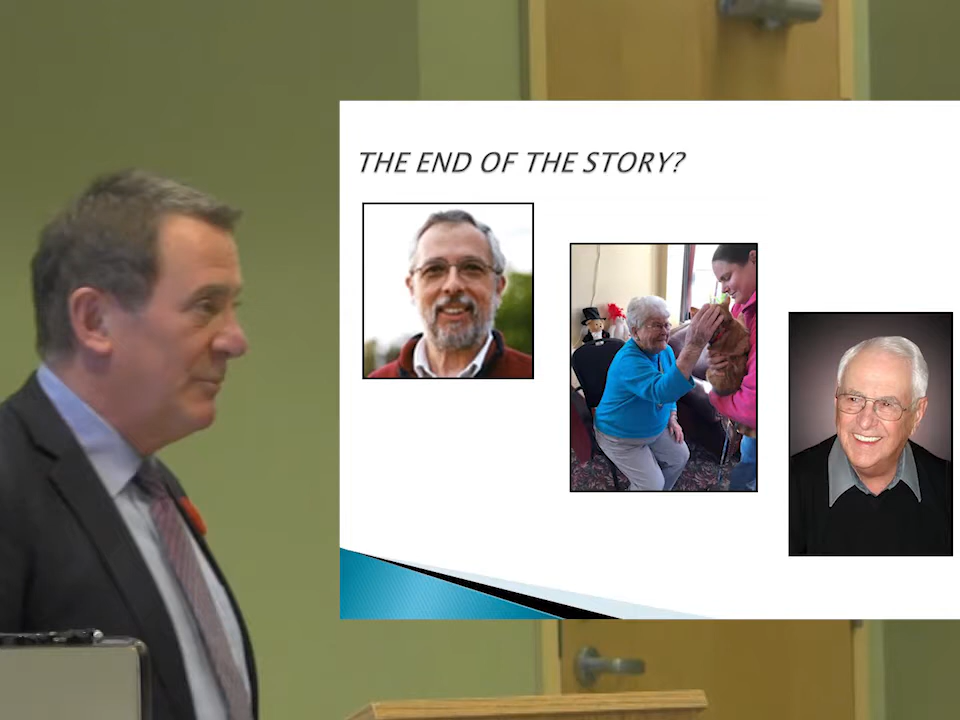 THE END OF THE STORY?